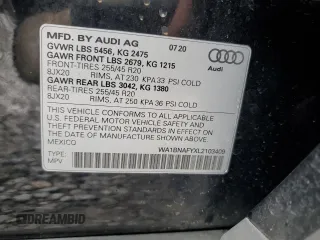 MFD. BY AUDI AG 07 20
GVWR LBS 5456, KG 2475
GAWR FRONT LBS 2679, KG 1215
FRONT-TIRES 255/45 R20
8JX20 RIMS, AT 230 KPA 33 PSI COLD
GAWR REAR LBS 3042, KG 1380
REAR-TIRES 255/45 R20
8JX20 RIMS, AT 250 KPA 36 PSI COLD
THIS VEHICLE CONFORMS TO ALL APPLICABLE
U.S. FEDERAL MOTOR VEHICLE SAFETY
STANDARDS IN EFFECT ON THE DATE
OF MANUFACTURE SHOWN ABOVE
MEXICO
TYPE: WA1BNAFYXL2103409
MPV
DREAMBID